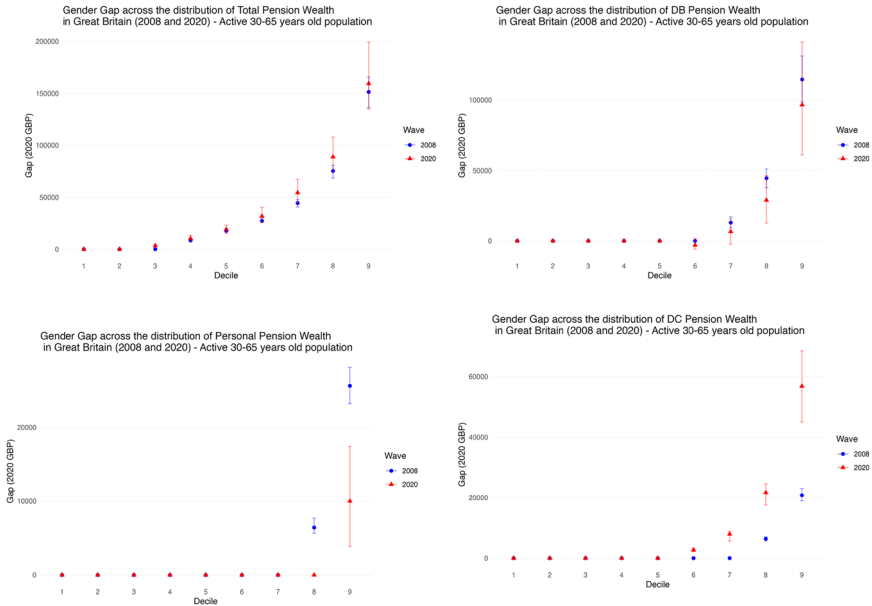 Gender Gap across the distribution of Total Pension Wealth
in Great Britain (2008 and 2020) - Active 30-65 years old population
200000
150000
100000
50000
0
Gap (2020 GBP)
1 2 3 4 5 6 7 8 9
Decile
Wave
2008
2020
Gender Gap across the distribution of DB Pension Wealth
in Great Britain (2008 and 2020) - Active 30-65 years old population
100000
50000
0
Gap (2020 GBP)
1 2 3 4 5 6 7 8 9
Decile
Wave
2008
2020
Gender Gap across the distribution of Personal Pension Wealth
in Great Britain (2008 and 2020) - Active 30-65 years old population
20000
10000
0
Gap (2020 GBP)
1 2 3 4 5 6 7 8 9
Decile
Wave
2008
2020
Gender Gap across the distribution of DC Pension Wealth
in Great Britain (2008 and 2020) - Active 30-65 years old population
60000
40000
20000
0
Gap (2020 GBP)
1 2 3 4 5 6 7 8 9
Decile
Wave
2008
2020